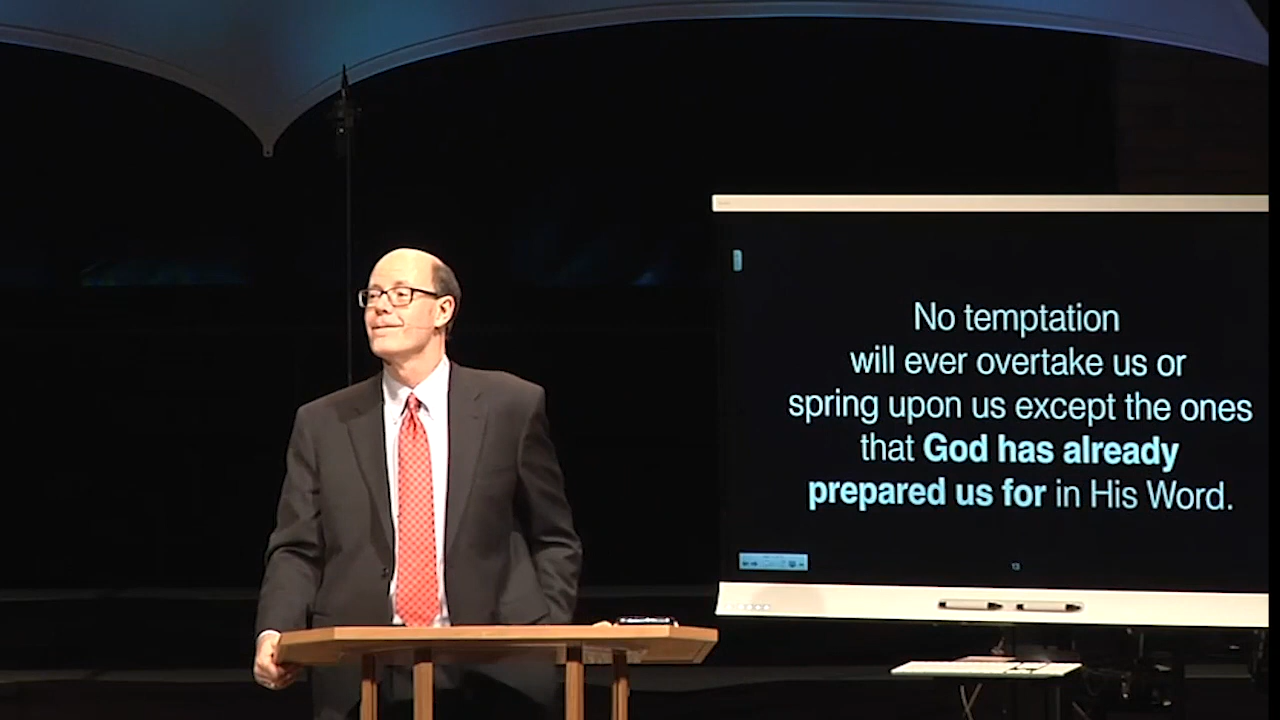 No temptation
will ever overtake us or
spring upon us except the ones
that God has already
prepared us for in His Word.
13